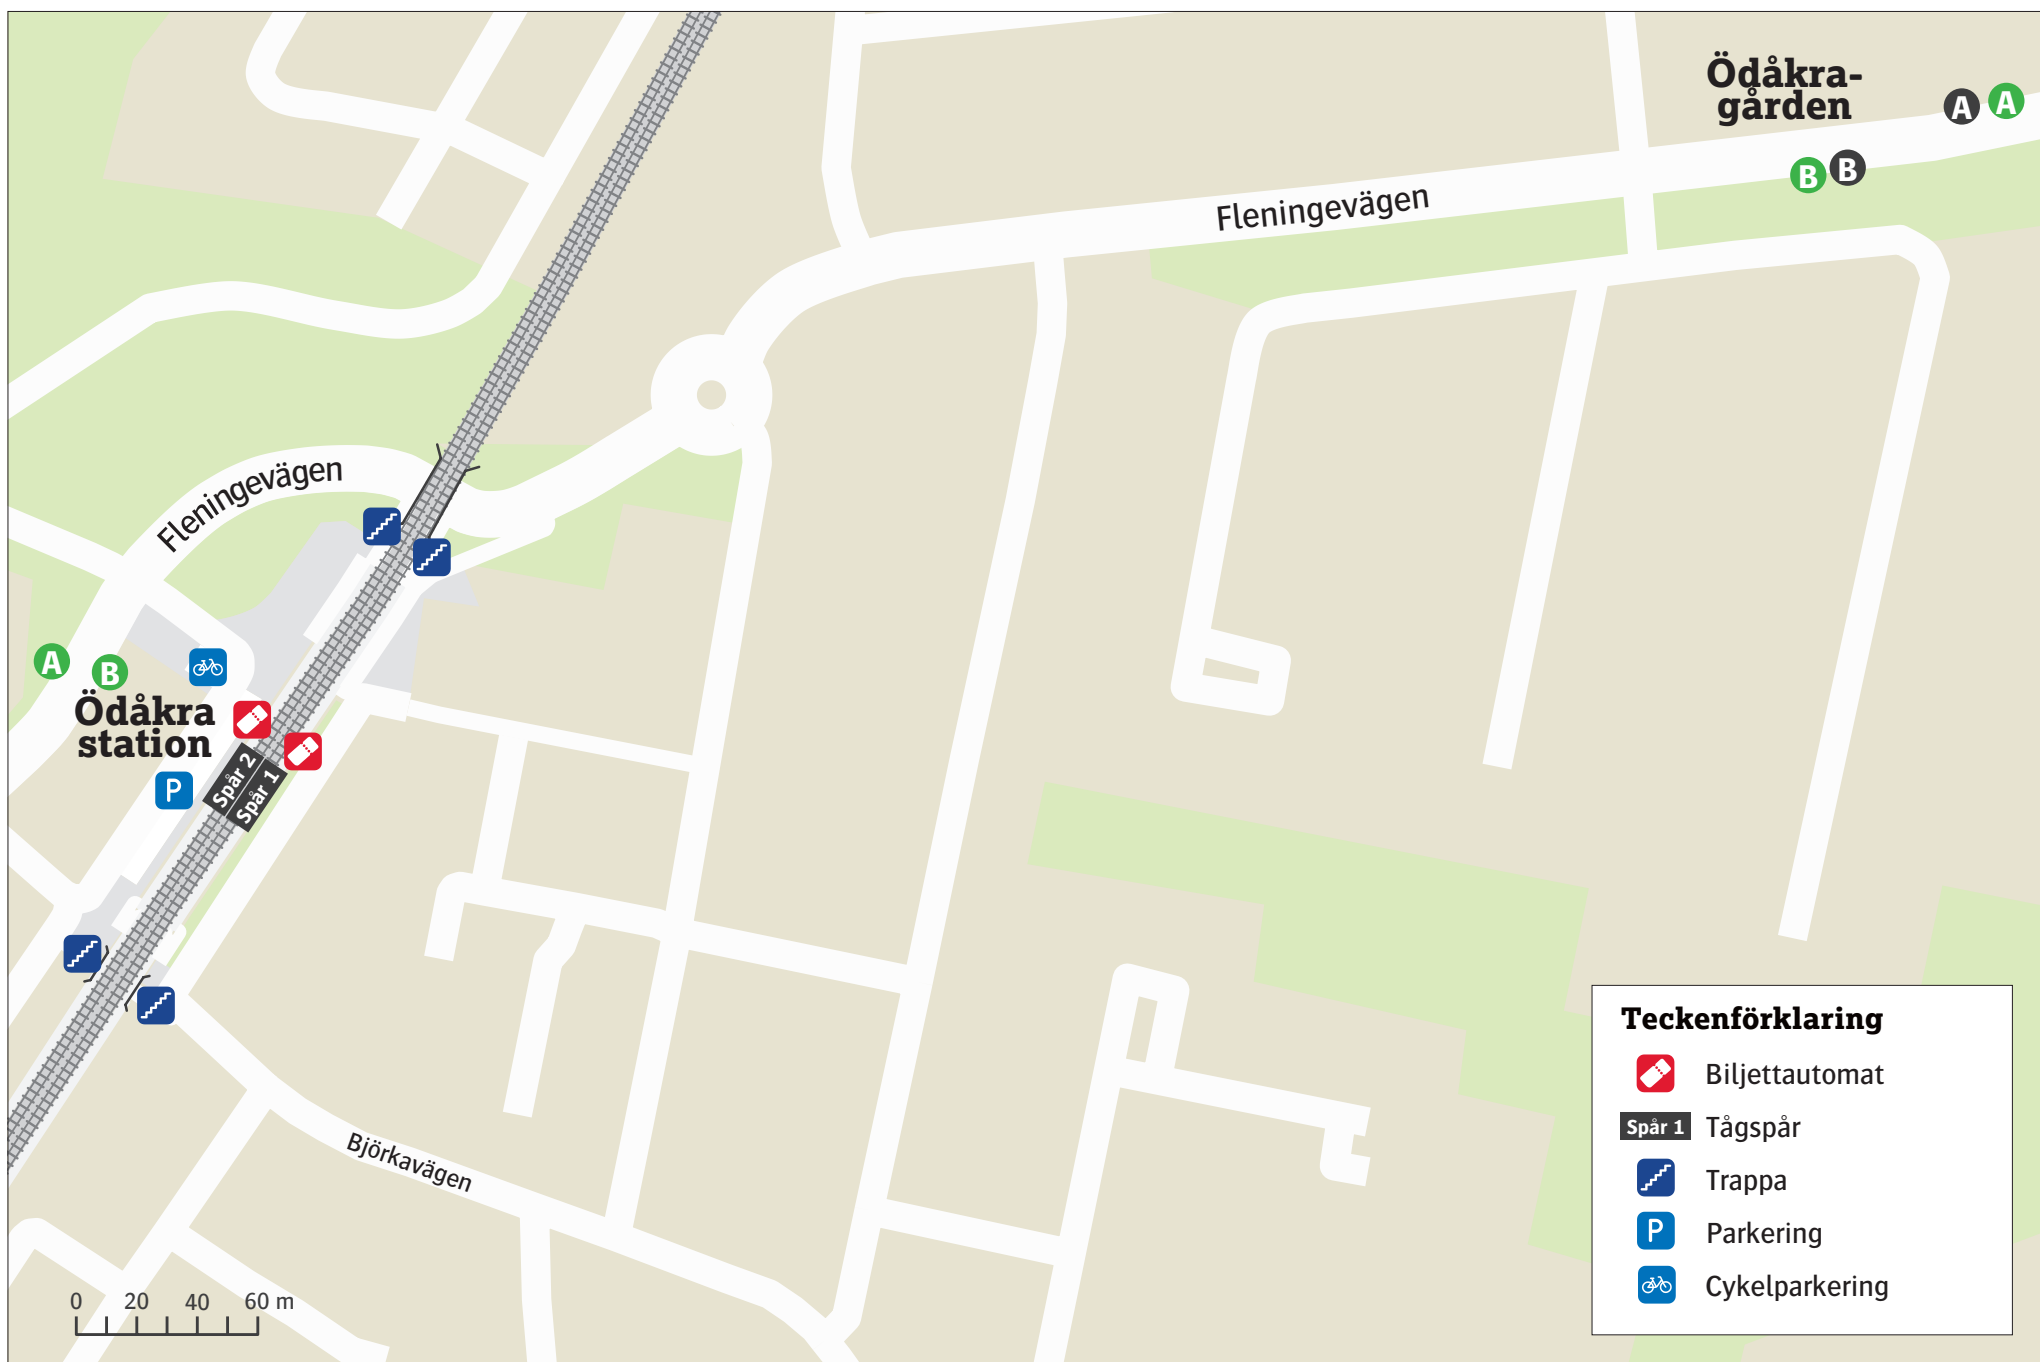 Ödåkra-
gården
A
A
B
B
Fleningevägen
Fleningevägen
A
B
Ödåkra
station
Spår 2
Spår 1
P
Björkavägen
0 20 40 60 m
Teckenförklaring
Biljettautomat
Spår 1 Tågspår
Trappa
P Parkering
Cykelparkering